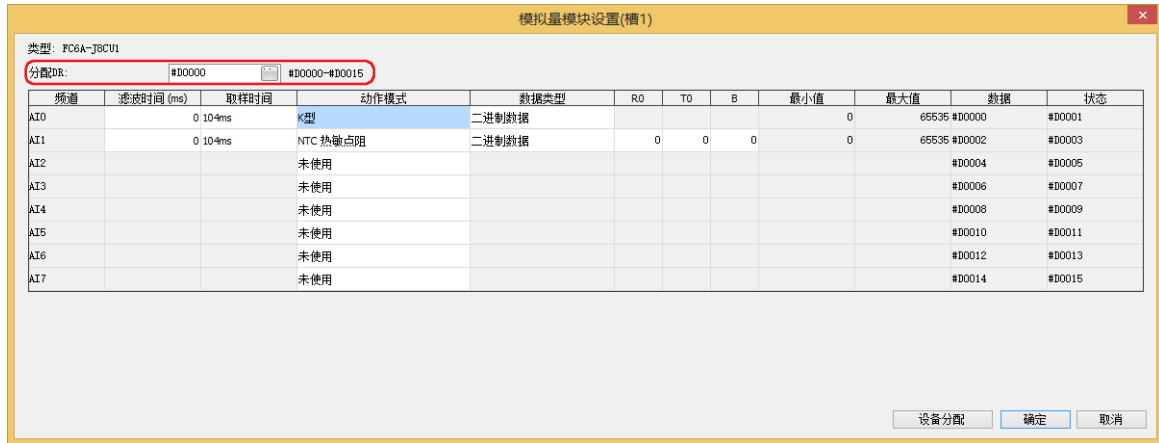 模拟量模块设置(槽1)
类型: FC6A-J8CU1
分配DR: #D0000 #D0000-#D0015
频道 滤波时间 (ms) 取样时间 动作模式 数据类型 R0 T0 B 最小值 最大值 数据 状态
AI0 0 104ms K型 二进制数据 0 65535 #D0000 #D0001
AI1 0 104ms NTC 热敏点阻 二进制数据 0 0 0 0 65535 #D0002 #D0003
AI2 未使用 #D0004 #D0005
AI3 未使用 #D0006 #D0007
AI4 未使用 #D0008 #D0009
AI5 未使用 #D0010 #D0011
AI6 未使用 #D0012 #D0013
AI7 未使用 #D0014 #D0015
设备分配 确定 取消